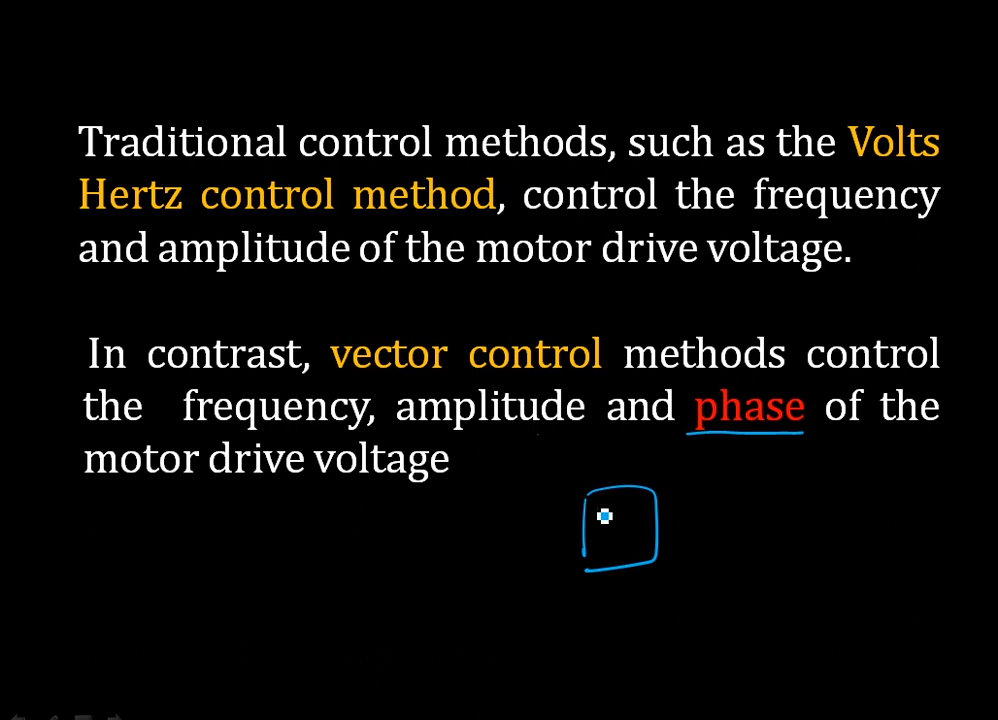 Traditional control methods, such as the Volts
Hertz control method, control the frequency
and amplitude of the motor drive voltage.
In contrast, vector control methods control
the frequency, amplitude and phase of the
motor drive voltage